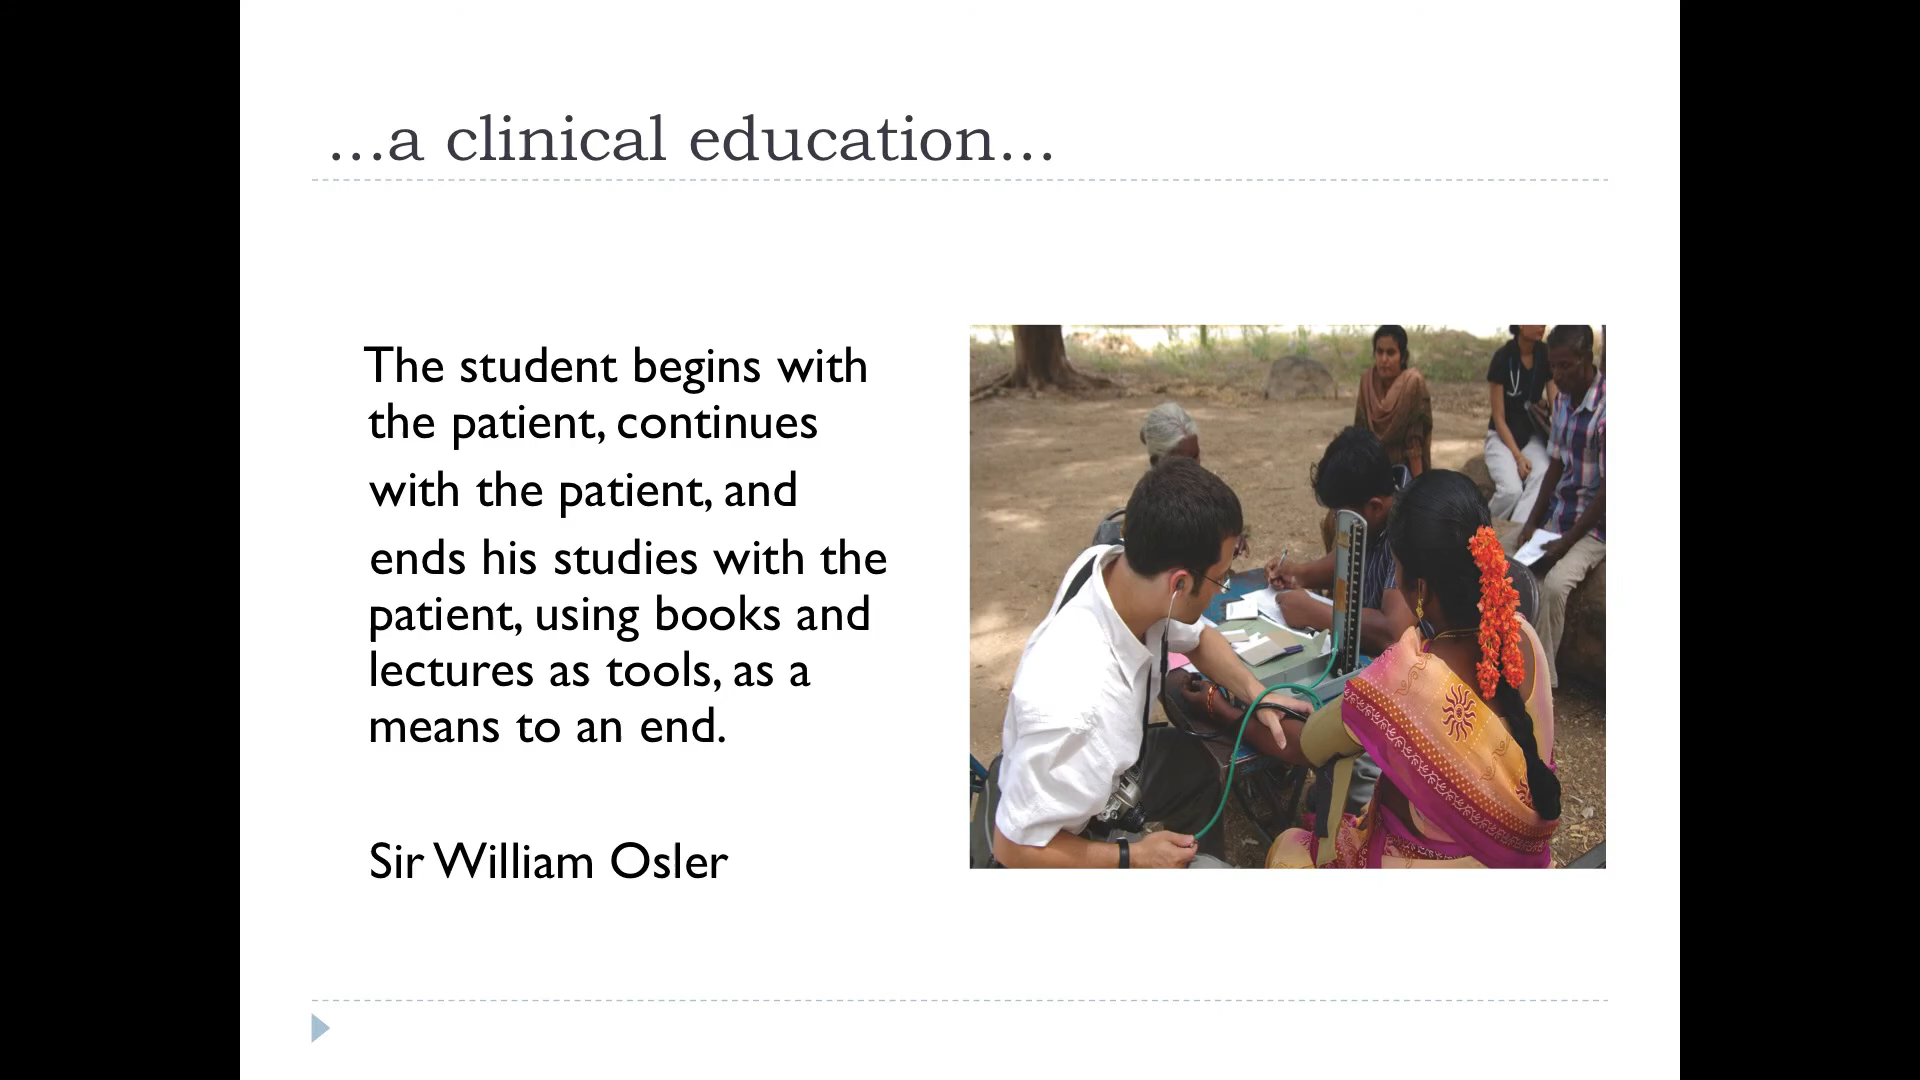 ...a clinical education...
The student begins with
the patient, continues
with the patient, and
ends his studies with the
patient, using books and
lectures as tools, as a
means to an end.
Sir William Osler